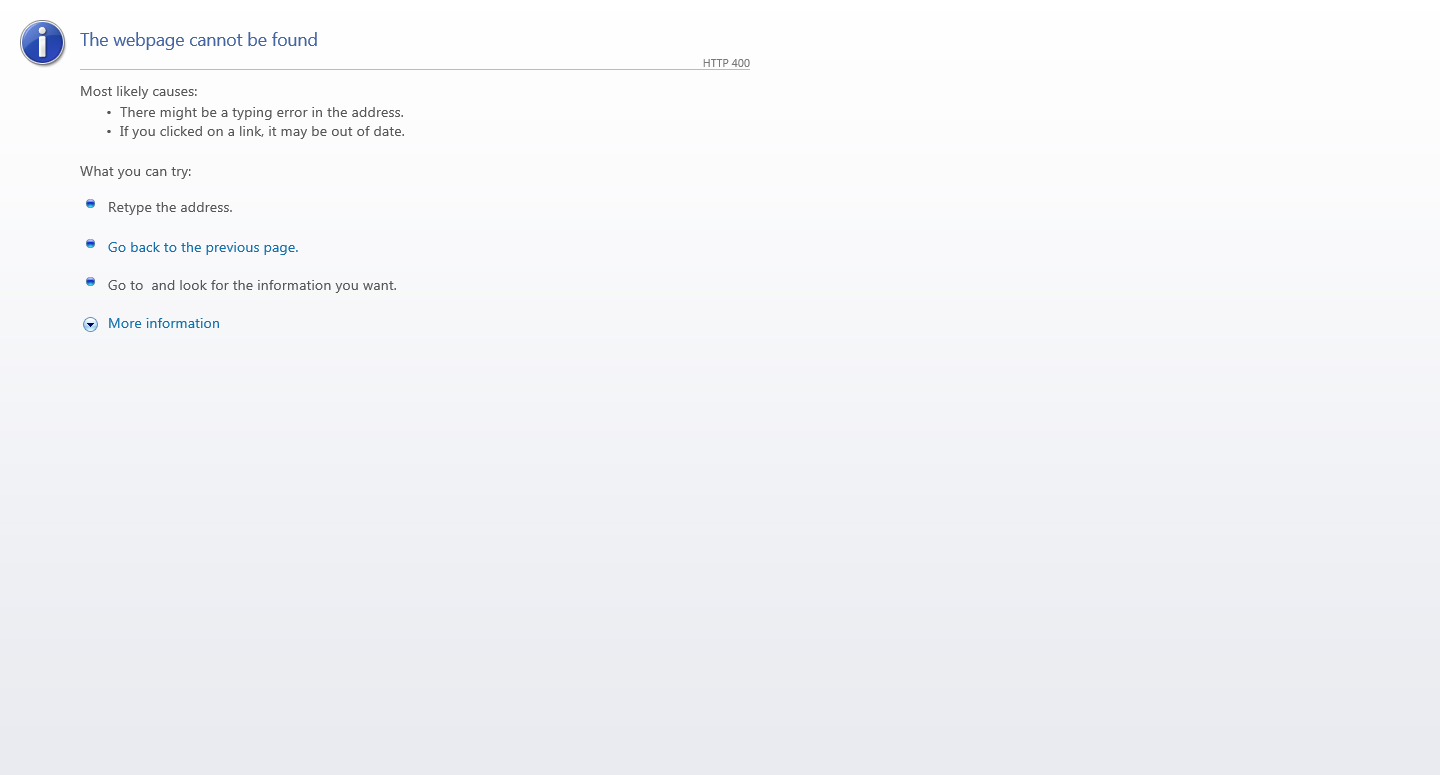 The webpage cannot be found
HTTP 400
Most likely causes:
• There might be a typing error in the address.
• If you clicked on a link, it may be out of date.
What you can try:
Retype the address.
Go back to the previous page.
Go to  and look for the information you want.
More information